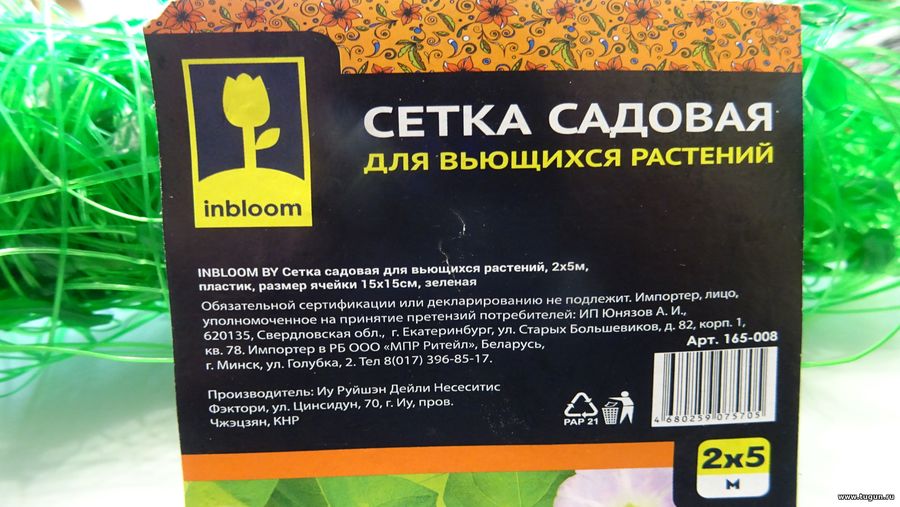 СЕТКА САДОВАЯ
ДЛЯ ВЬЮЩИХСЯ РАСТЕНИЙ
inbloom
INBLOOM BY Сетка садовая для вьющихся растений, 2х5м,
пластик, размер ячейки 15х15см, зеленая
Обязательной сертификации или декларированию не подлежит. Импортер, лицо,
уполномоченное на принятие претензий потребителей: ИП Юнязов А. И.,
620135, Свердловская обл., г. Екатеринбург, ул. Старых Большевиков, д. 82, корп. 1,
кв. 78. Импортер в РБ ООО «МПР Ритейл», Беларусь,
г. Минск, ул. Голубка, 2. Тел 8(017) 396-85-17.
Арт. 165-008
Производитель: Иу Руйшэн Дейли Несеситис
Фэктори, ул. Цинсидун, 70, г. Иу, пров.
Чжэцзян, КНР
PAP 21
4 680259 075705
2х5
м
www.tugun.ru